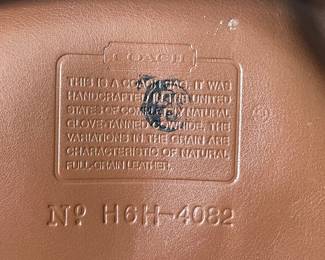 COACH
THIS IS A COACH BAG. IT WAS
HANDCRAFTED IN THE UNITED
STATES OF COMPLETELY NATURAL
GLOVE-TANNED COWHIDE. THE
VARIATIONS IN THE GRAIN ARE
CHARACTERISTIC OF NATURAL
FULL-GRAIN LEATHER.
Nº H6H-4082